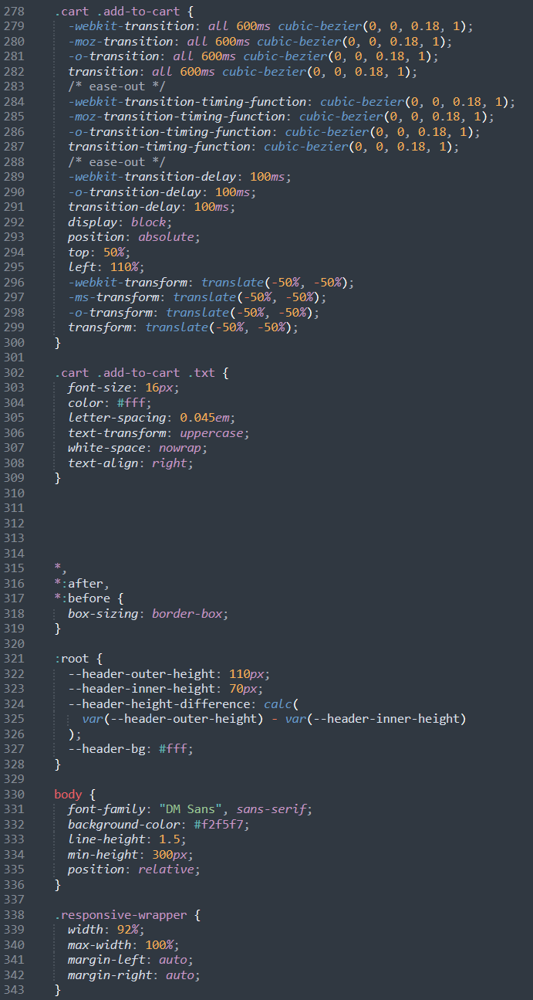 278 .cart .add-to-cart {
279 -webkit-transition: all 600ms cubic-bezier(0, 0, 0.18, 1);
280 -moz-transition: all 600ms cubic-bezier(0, 0, 0.18, 1);
281 -o-transition: all 600ms cubic-bezier(0, 0, 0.18, 1);
282 transition: all 600ms cubic-bezier(0, 0, 0.18, 1);
283 /* ease-out */
284 -webkit-transition-timing-function: cubic-bezier(0, 0, 0.18, 1);
285 -moz-transition-timing-function: cubic-bezier(0, 0, 0.18, 1);
286 -o-transition-timing-function: cubic-bezier(0, 0, 0.18, 1);
287 transition-timing-function: cubic-bezier(0, 0, 0.18, 1);
288 /* ease-out */
289 -webkit-transition-delay: 100ms;
290 -o-transition-delay: 100ms;
291 transition-delay: 100ms;
292 display: block;
293 position: absolute;
294 top: 50%;
295 left: 110%;
296 -webkit-transform: translate(-50%, -50%);
297 -ms-transform: translate(-50%, -50%);
298 -o-transform: translate(-50%, -50%);
299 transform: translate(-50%, -50%);
300 }
301
302 .cart .add-to-cart .txt {
303 font-size: 16px;
304 color: #fff;
305 letter-spacing: 0.045em;
306 text-transform: uppercase;
307 white-space: nowrap;
308 text-align: right;
309 }
310
311
312
313
314
315 *,
316 *:after,
317 *:before {
318 box-sizing: border-box;
319 }
320
321 :root {
322 --header-outer-height: 110px;
323 --header-inner-height: 70px;
324 --header-height-difference: calc(
325 var(--header-outer-height) - var(--header-inner-height)
326 );
327 --header-bg: #fff;
328 }
329
330 body {
331 font-family: "DM Sans", sans-serif;
332 background-color: #f2f5f7;
333 line-height: 1.5;
334 min-height: 300px;
335 position: relative;
336 }
337
338 .responsive-wrapper {
339 width: 92%;
340 max-width: 100%;
341 margin-left: auto;
342 margin-right: auto;
343 }